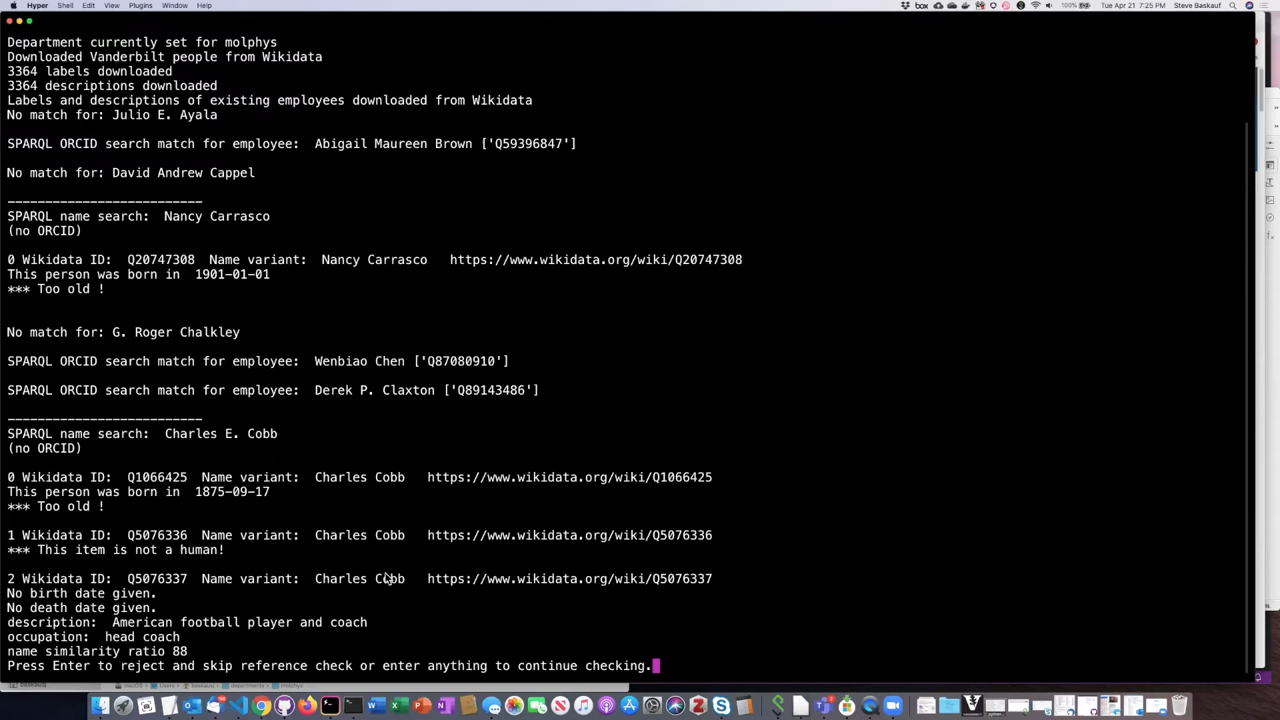 Hyper Shell Edit View Plugins Window Help box 100% Tue Apr 21 7:25 PM Steve Baskauf
Department currently set for molphys
Downloaded Vanderbilt people from Wikidata
3364 labels downloaded
3364 descriptions downloaded
Labels and descriptions of existing employees downloaded from Wikidata
No match for: Julio E. Ayala
SPARQL ORCID search match for employee: Abigail Maureen Brown ['Q59396847']
No match for: David Andrew Cappel
--------------------------
SPARQL name search: Nancy Carrasco
(no ORCID)
0 Wikidata ID: Q20747308 Name variant: Nancy Carrasco https://www.wikidata.org/wiki/Q20747308
This person was born in 1901-01-01
*** Too old !
No match for: G. Roger Chalkley
SPARQL ORCID search match for employee: Wenbiao Chen ['Q87080910']
SPARQL ORCID search match for employee: Derek P. Claxton ['Q89143486']
--------------------------
SPARQL name search: Charles E. Cobb
(no ORCID)
0 Wikidata ID: Q1066425 Name variant: Charles Cobb https://www.wikidata.org/wiki/Q1066425
This person was born in 1875-09-17
*** Too old !
1 Wikidata ID: Q5076336 Name variant: Charles Cobb https://www.wikidata.org/wiki/Q5076336
*** This item is not a human!
2 Wikidata ID: Q5076337 Name variant: Charles Cobb https://www.wikidata.org/wiki/Q5076337
No birth date given.
No death date given.
description: American football player and coach
occupation: head coach
name similarity ratio 88
Press Enter to reject and skip reference check or enter anything to continue checking.